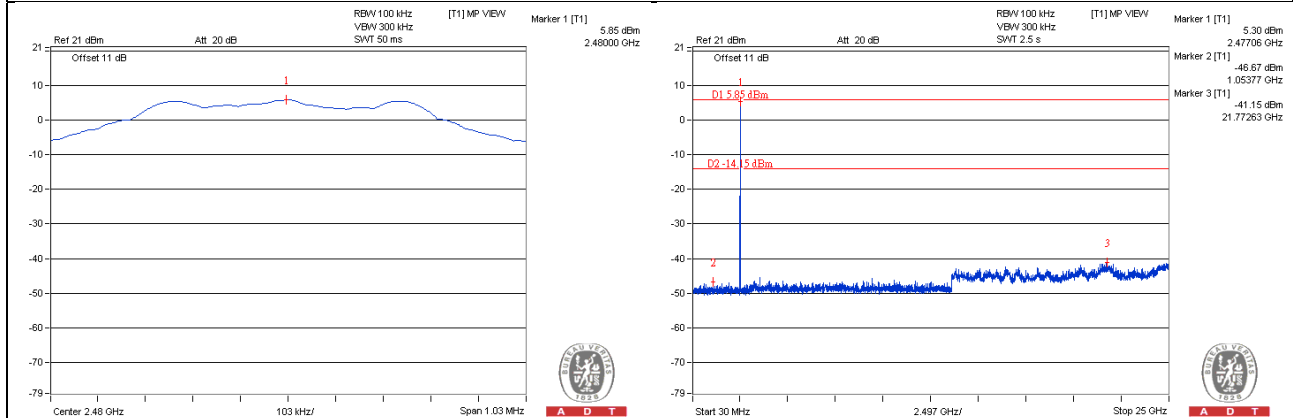 RBW 100 kHz [T1] MP VIEW
VBW 300 kHz
Ref 21 dBm Att 20 dB SWT 50 ms
Marker 1 [T1]
5.85 dBm
2.48000 GHz
21
Offset 11 dB
10
0
-10
-20
-30
-40
-50
-60
-70
-79
1
Center 2.48 GHz 103 kHz/ Span 1.03 MHz
BUREAU VERITAS
1828
A D T
RBW 100 kHz [T1] MP VIEW
VBW 300 kHz
Ref 21 dBm Att 20 dB SWT 2.5 s
Marker 1 [T1]
5.30 dBm
2.47706 GHz
Marker 2 [T1]
-46.67 dBm
1.05377 GHz
Marker 3 [T1]
-41.15 dBm
21.77263 GHz
21
Offset 11 dB
10
0
-10
-20
-30
-40
-50
-60
-70
-79
1
D1 5.85 dBm
D2 -14.15 dBm
2
3
Start 30 MHz 2.497 GHz/ Stop 25 GHz
BUREAU VERITAS
1828
A D T